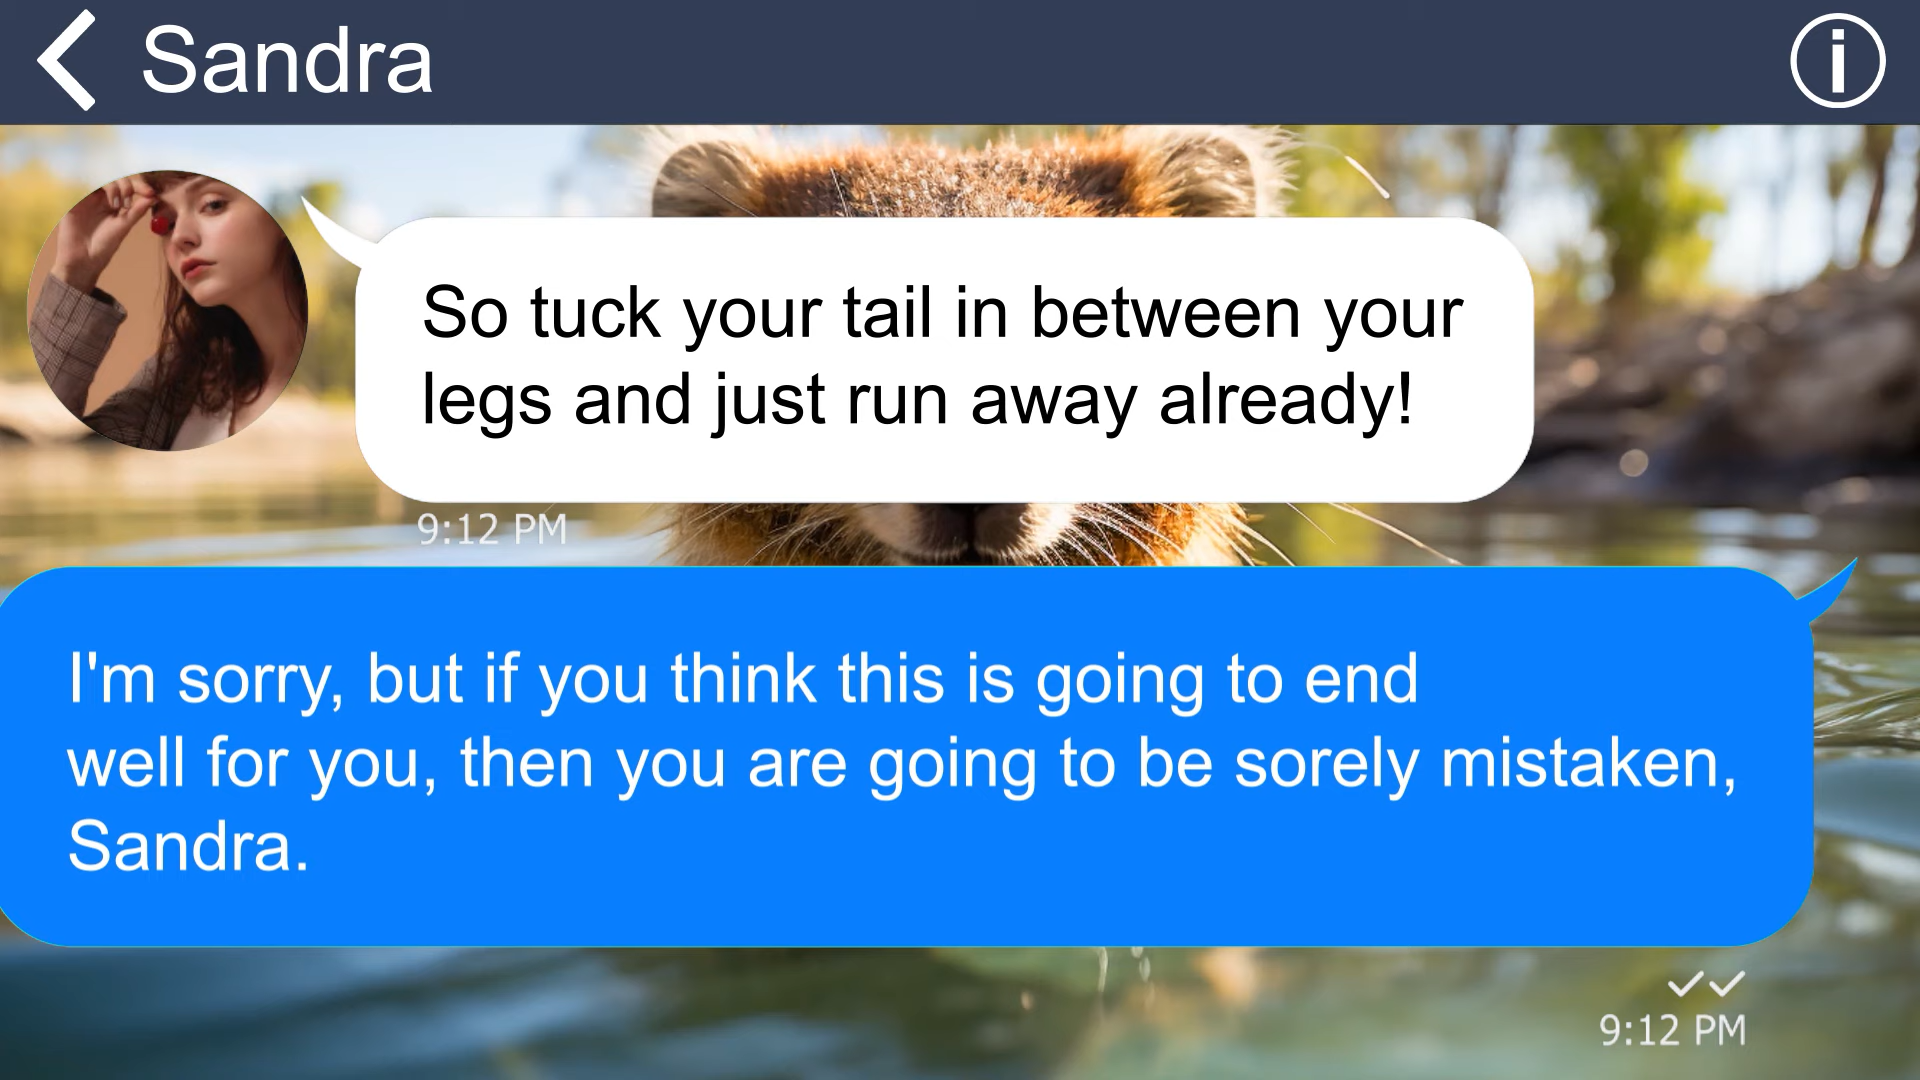 Sandra
So tuck your tail in between your
legs and just run away already!
9:12 PM
I'm sorry, but if you think this is going to end
well for you, then you are going to be sorely mistaken,
Sandra.
9:12 PM